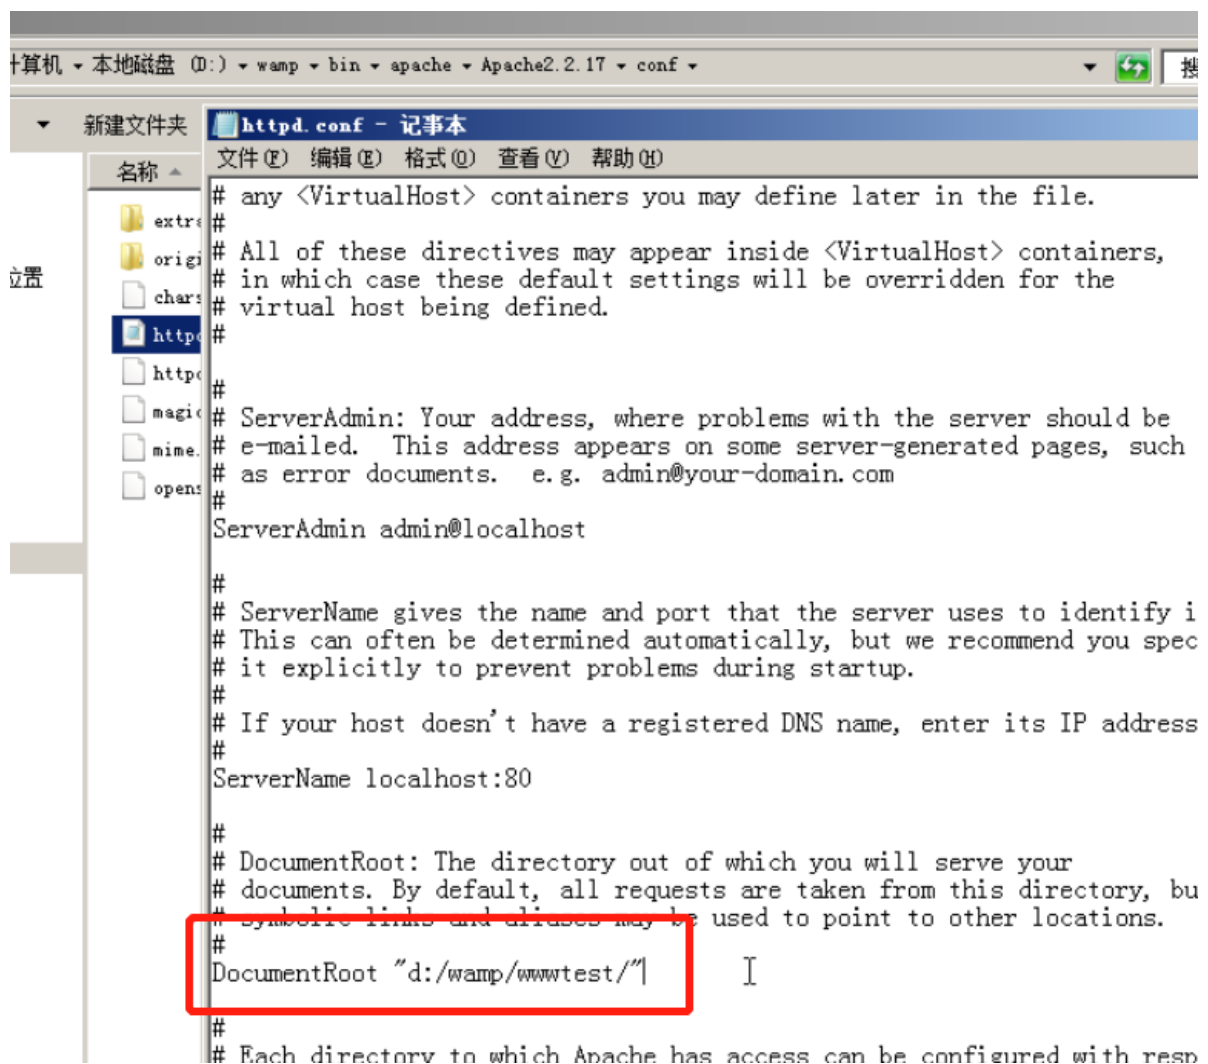 计算机 ▾ 本地磁盘 (D:) ▾ wamp ▾ bin ▾ apache ▾ Apache2.2.17 ▾ conf ▾
搜
新建文件夹
httpd.conf - 记事本
文件(F) 编辑(E) 格式(O) 查看(V) 帮助(H)
名称
位置
extra
origi
chars
httpd
httpd
magic
mime.
opens
# any <VirtualHost> containers you may define later in the file.
#
# All of these directives may appear inside <VirtualHost> containers,
# in which case these default settings will be overridden for the
# virtual host being defined.
#
#
# ServerAdmin: Your address, where problems with the server should be
# e-mailed.  This address appears on some server-generated pages, such
# as error documents.  e.g. admin@your-domain.com
#
ServerAdmin admin@localhost
#
# ServerName gives the name and port that the server uses to identify i
# This can often be determined automatically, but we recommend you spec
# it explicitly to prevent problems during startup.
#
# If your host doesn't have a registered DNS name, enter its IP address
#
ServerName localhost:80
#
# DocumentRoot: The directory out of which you will serve your
# documents. By default, all requests are taken from this directory, bu
# symbolic links and aliases may be used to point to other locations.
#
DocumentRoot "d:/wamp/wwwtest/"
#
# Each directory to which Apache has access can be configured with resp